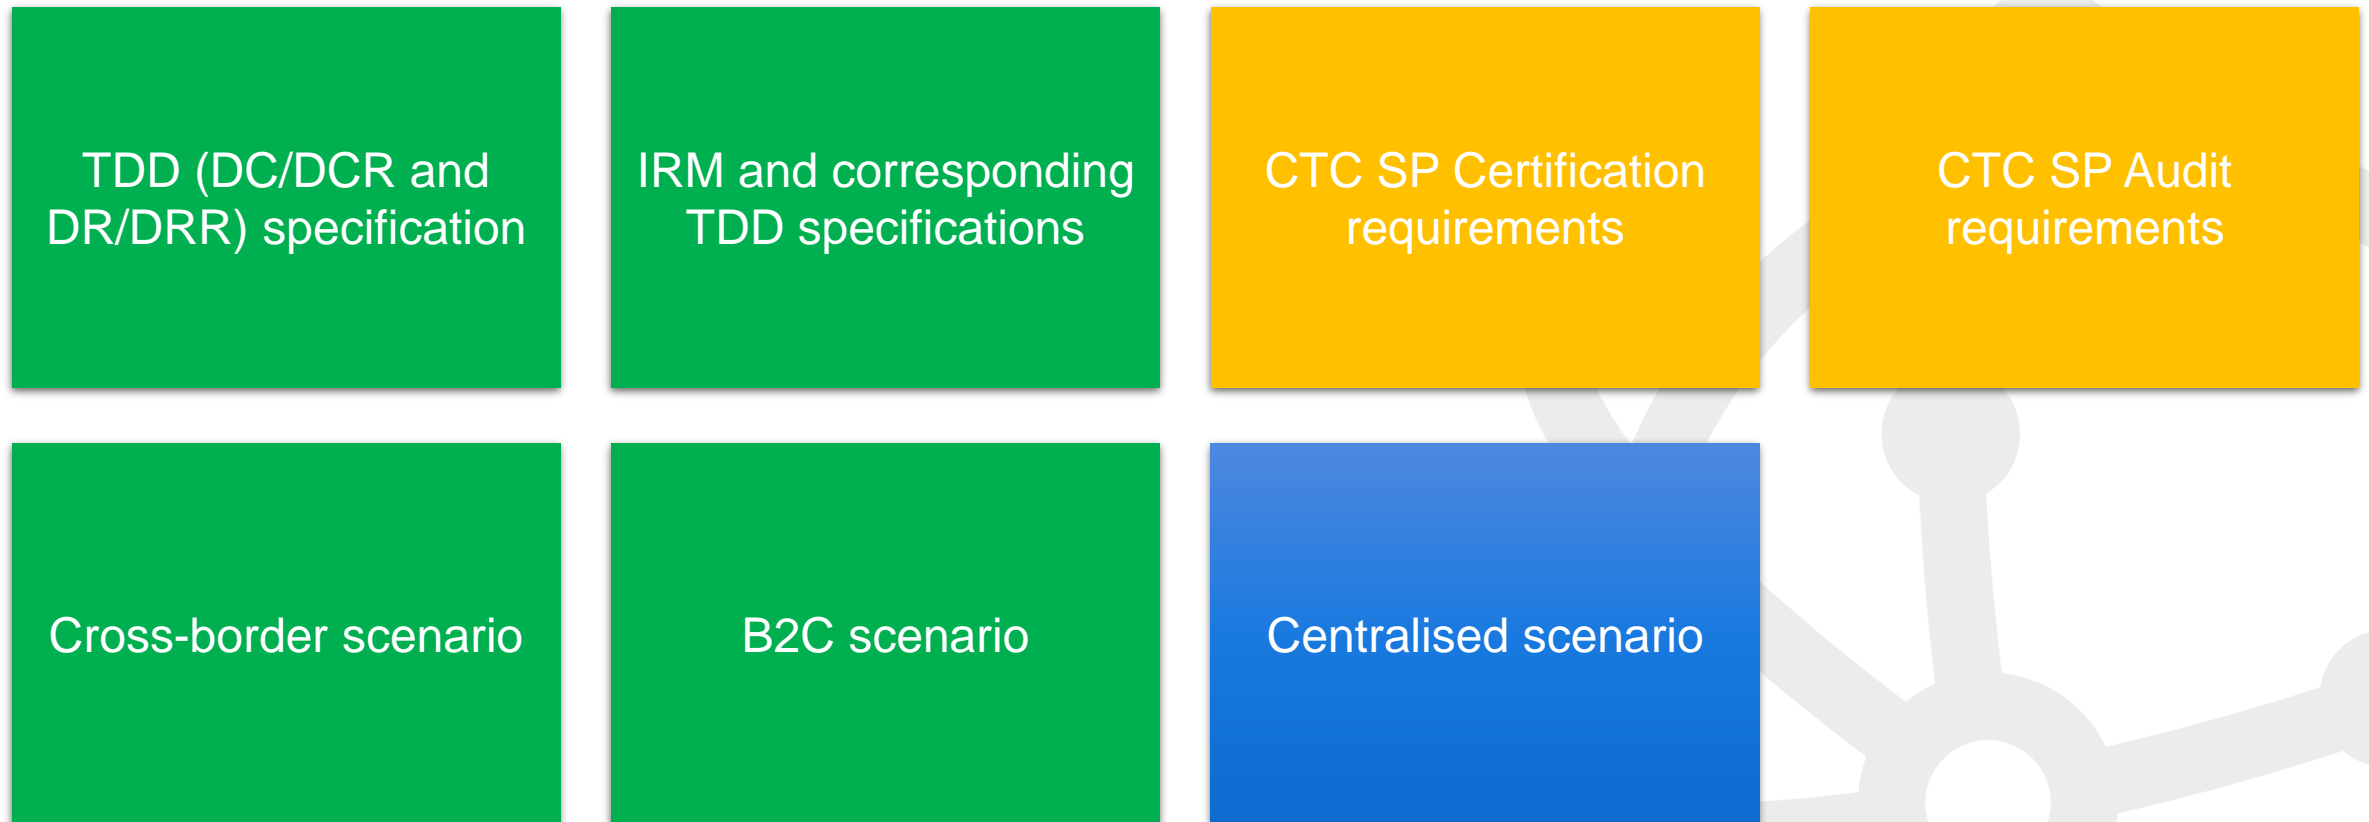 TDD (DC/DCR and
DR/DRR) specification
IRM and corresponding
TDD specifications
CTC SP Certification
requirements
CTC SP Audit
requirements
Cross-border scenario
B2C scenario
Centralised scenario